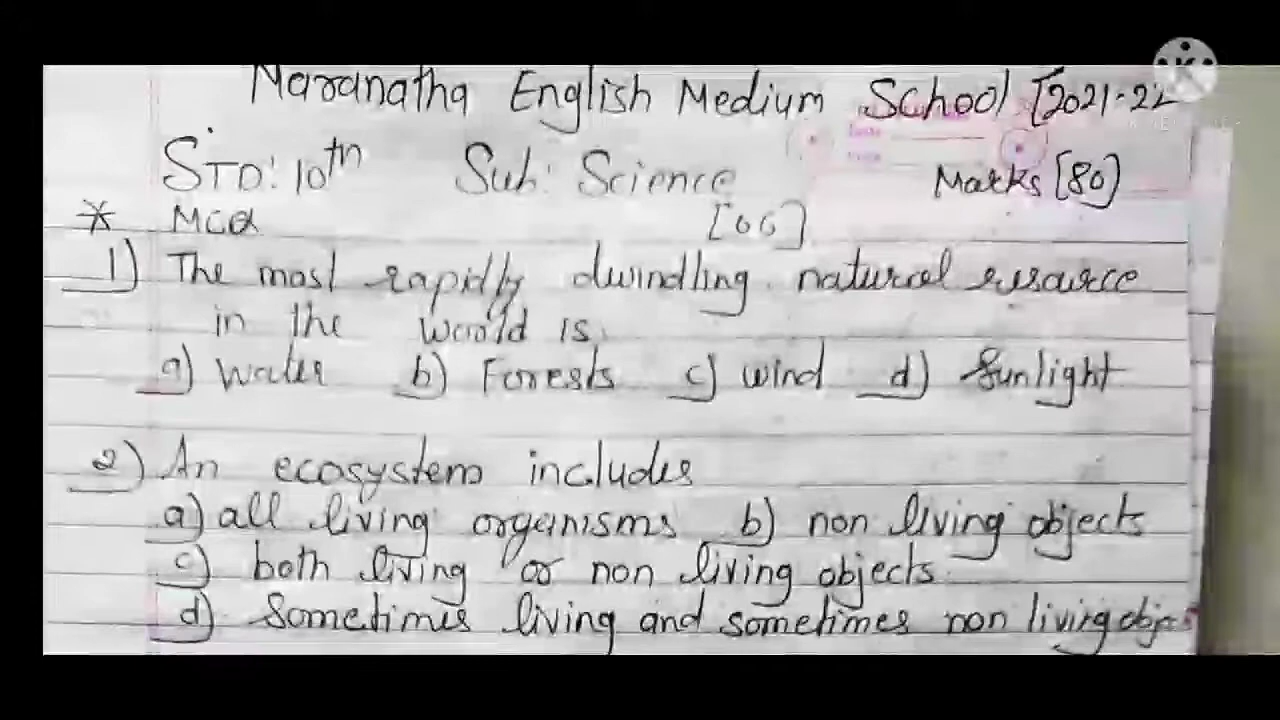 Maranatha English Medium School [2021-22
STD: 10th Sub: Science Marks [80]
* MCQ [06]
1) The most rapidly dwindling natural resource
in the world is
a) Water b) Forests c) wind d) Sunlight
2) An ecosystem includes
a) all living organisms b) non living objects
c) both living or non living objects.
d) Sometimes living and sometimes non living objec